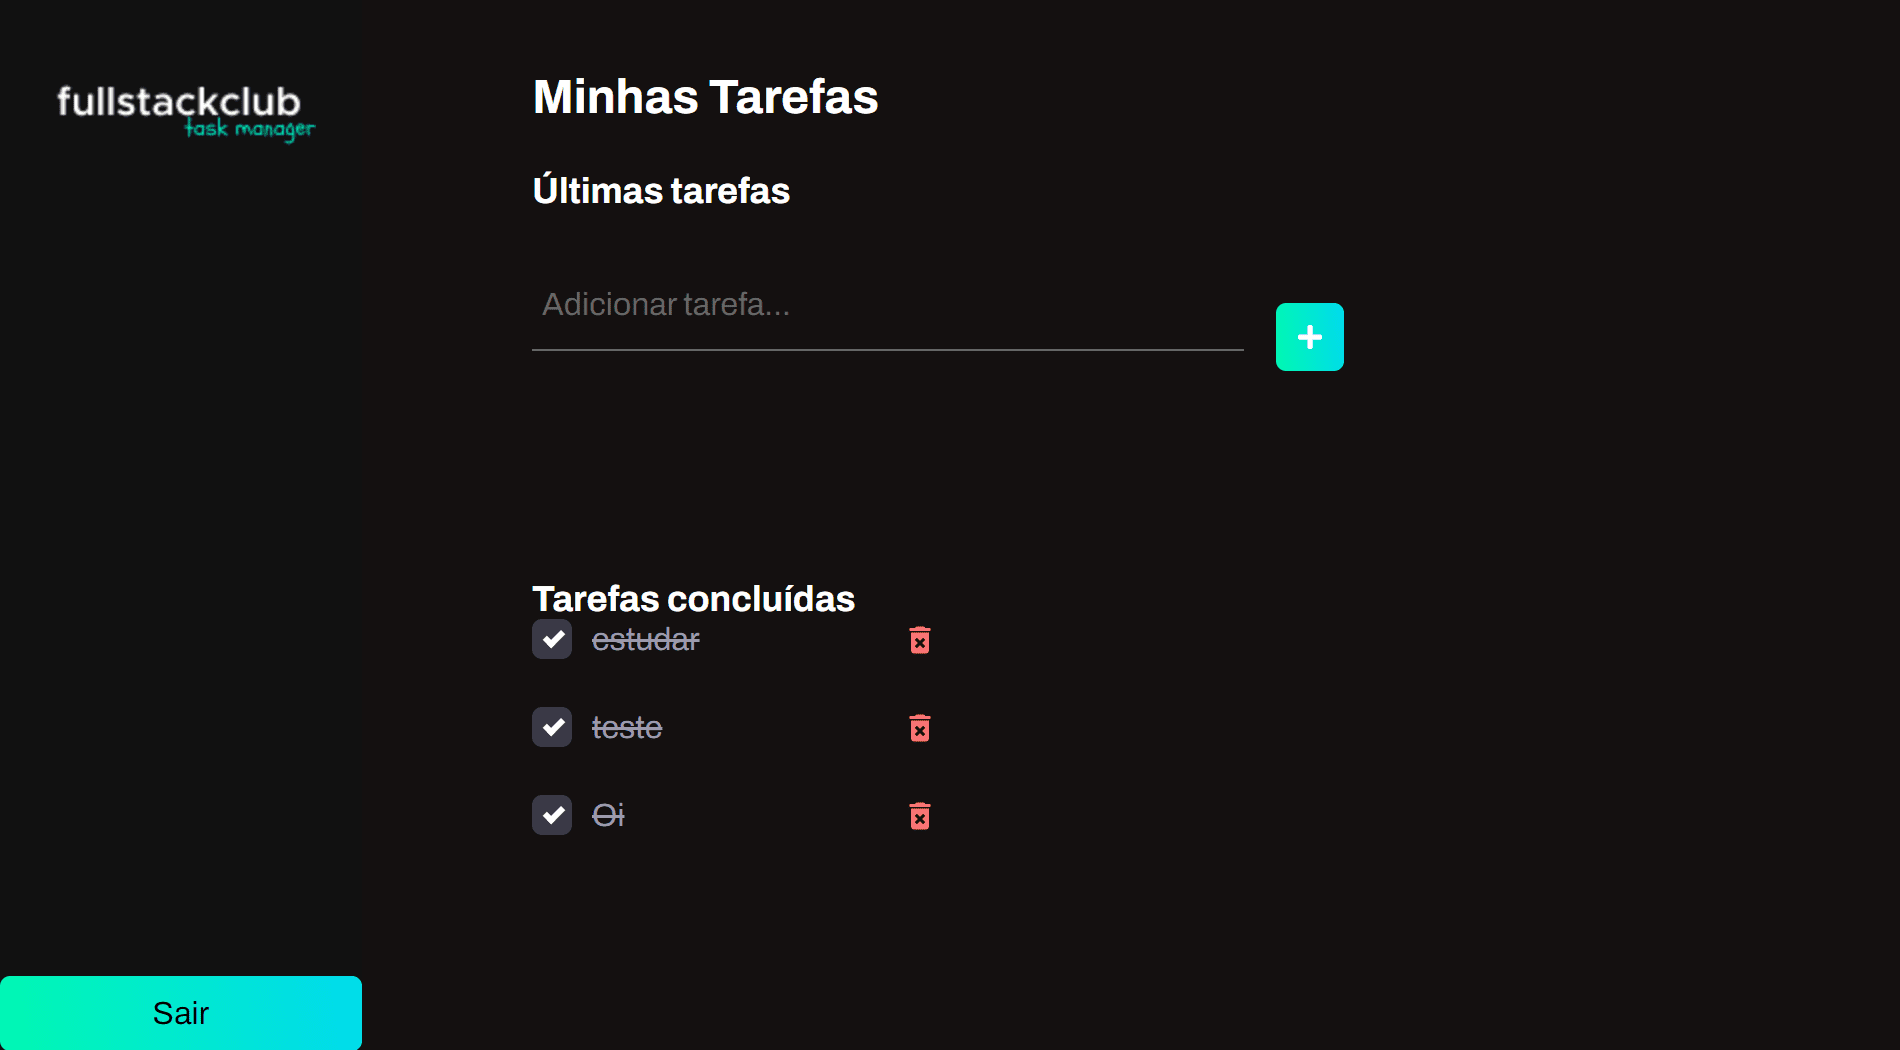 fullstackclub
task manager
Minhas Tarefas
Últimas tarefas
Adicionar tarefa...
Tarefas concluídas
estudar
teste
Oi
Sair